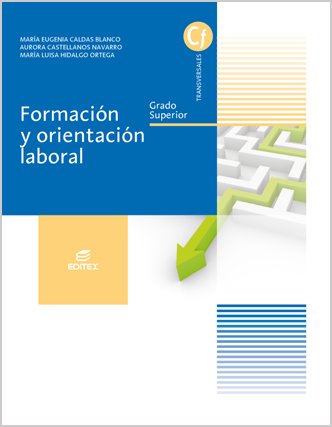 MARÍA EUGENIA CALDAS BLANCO
AURORA CASTELLANOS NAVARRO
MARÍA LUISA HIDALGO ORTEGA
Cf
TRANSVERSALES
Grado
Superior
Formación
y orientación
laboral
EDITEX